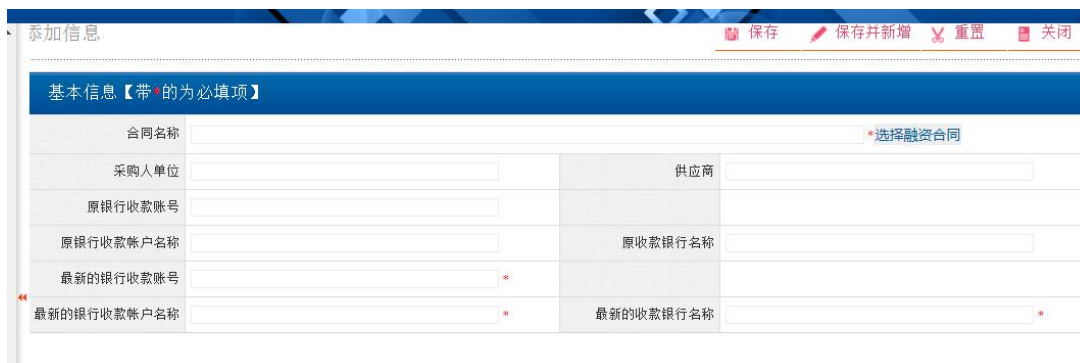 添加信息
保存 保存并新增 重置 关闭
基本信息【带*的为必填项】
合同名称 *选择融资合同
采购人单位 供应商
原银行收款账号
原银行收款帐户名称 原收款银行名称
最新的银行收款账号 *
最新的银行收款帐户名称 * 最新的收款银行名称 *